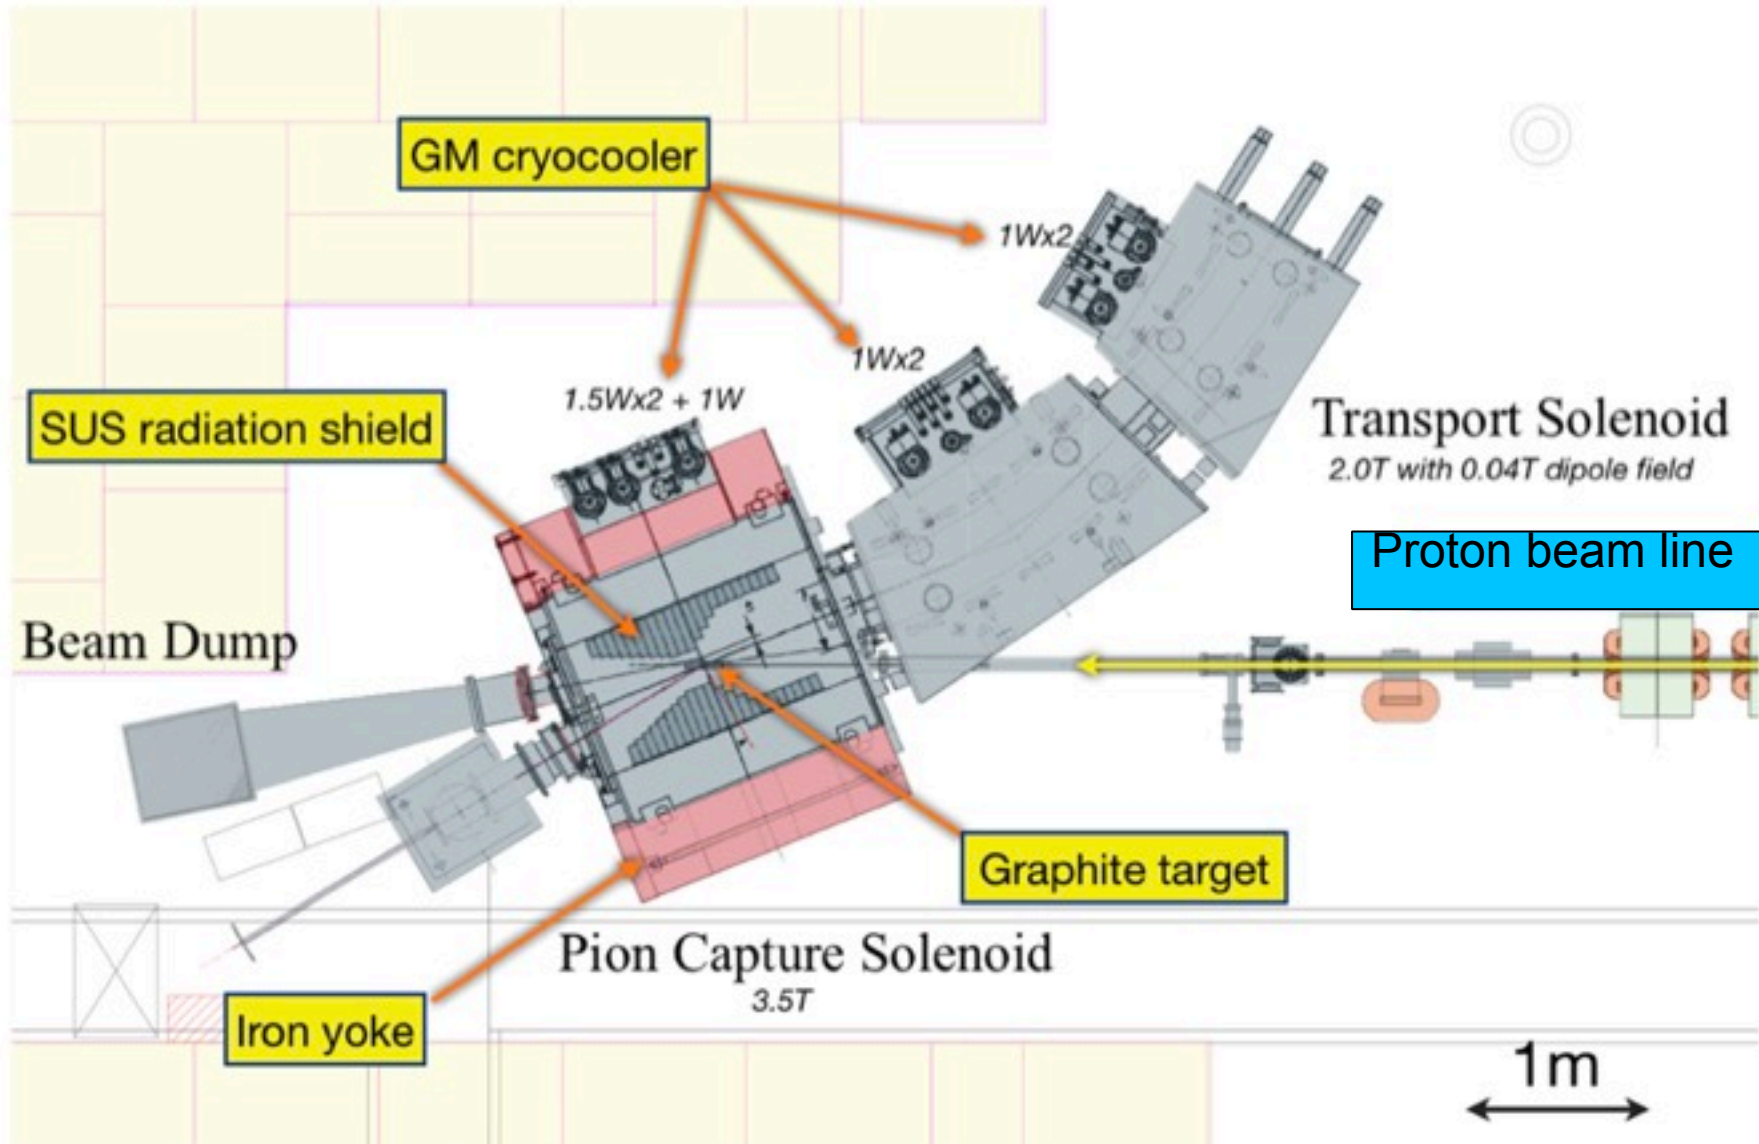 GM cryocooler
1Wx2
1Wx2
1.5Wx2 + 1W
SUS radiation shield
Transport Solenoid
2.0T with 0.04T dipole field
Proton beam line
Beam Dump
Graphite target
Pion Capture Solenoid
3.5T
Iron yoke
1m